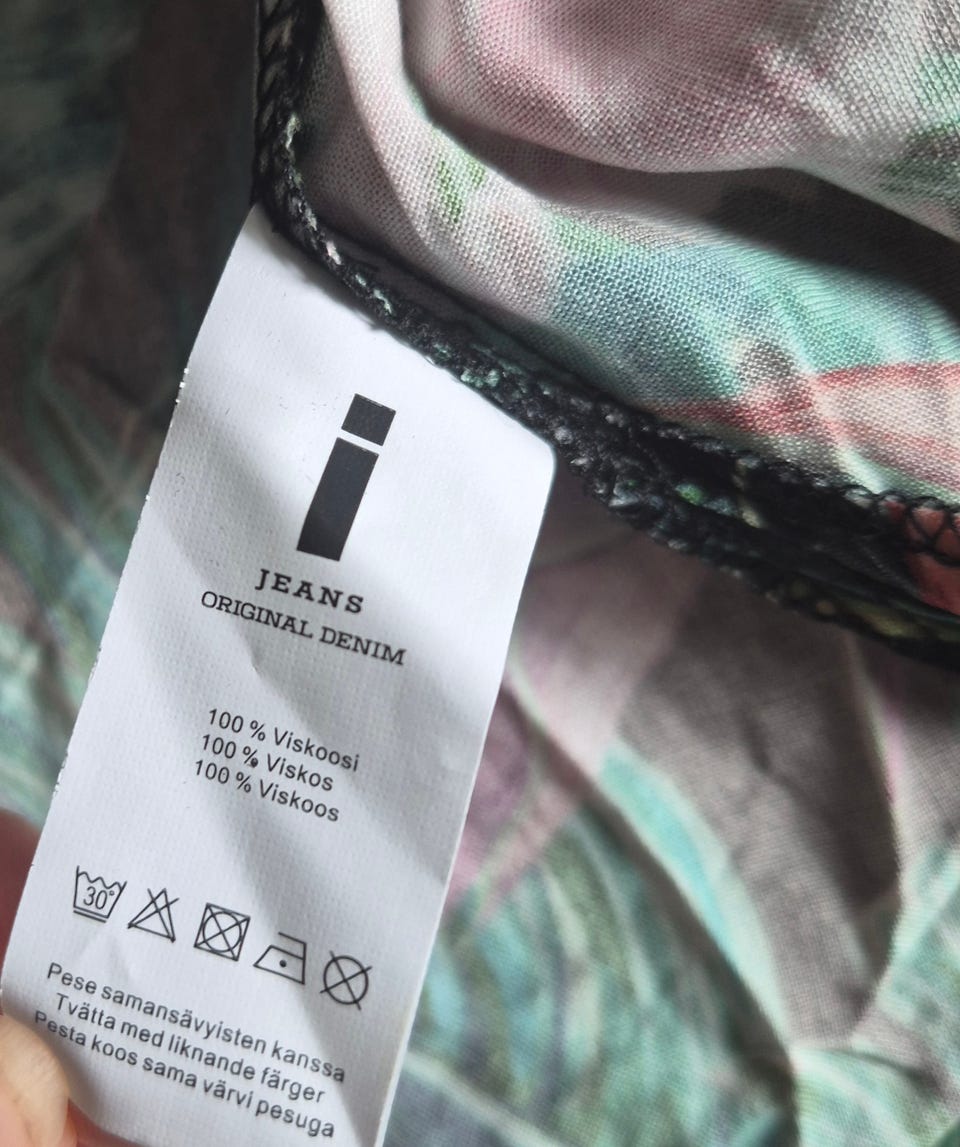 i
JEANS
ORIGINAL DENIM
100 % Viskoosi
100 % Viskos
100 % Viskoos
30°
Pese samansävyisten kanssa
Tvätta med liknande färger
Pesta koos sama värvi pesuga